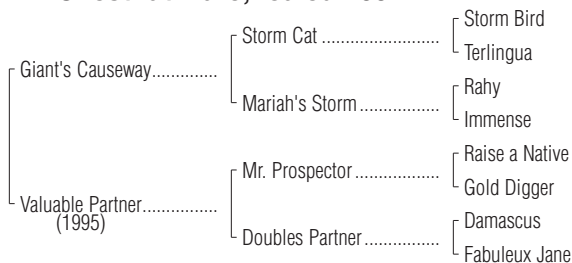 Storm Bird
Storm Cat ........................
Terlingua
Giant's Causeway..............
Rahy
Mariah's Storm .................
Immense
Raise a Native
Mr. Prospector ..................
Gold Digger
Valuable Partner................
(1995)
Damascus
Doubles Partner ................
Fabuleux Jane